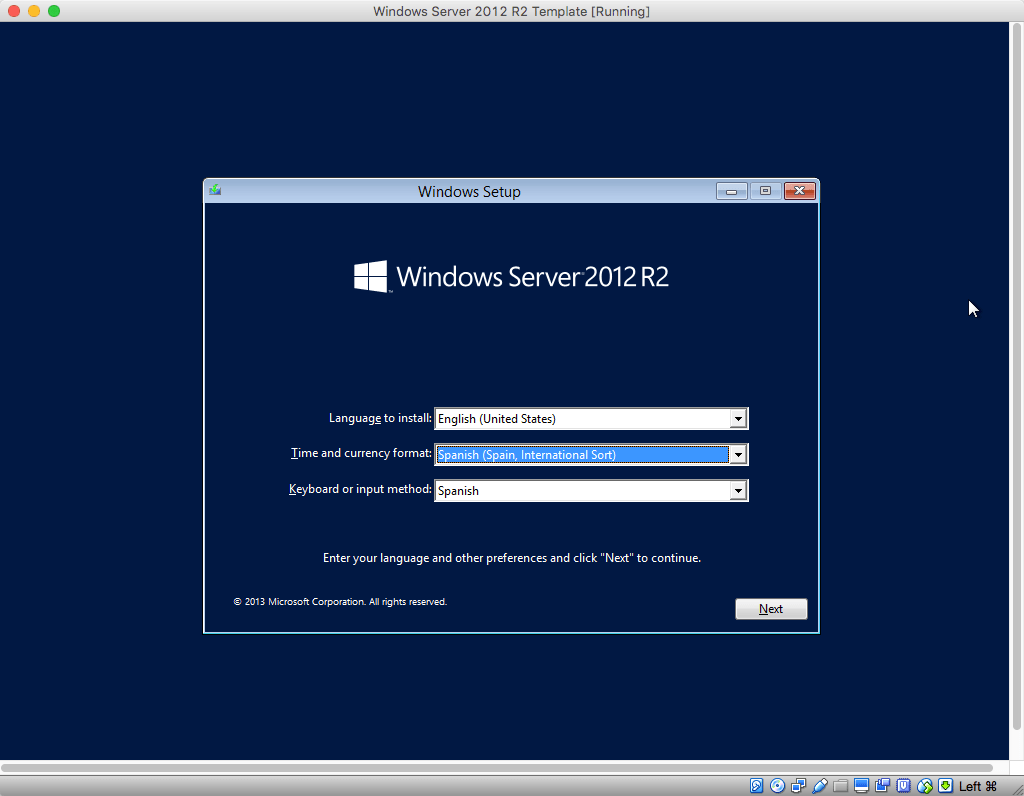 Windows Server 2012 R2 Template [Running]
Windows Setup
Windows Server 2012 R2
Language to install: English (United States)
Time and currency format: Spanish (Spain, International Sort)
Keyboard or input method: Spanish
Enter your language and other preferences and click "Next" to continue.
© 2013 Microsoft Corporation. All rights reserved.
Next
Left ⌘